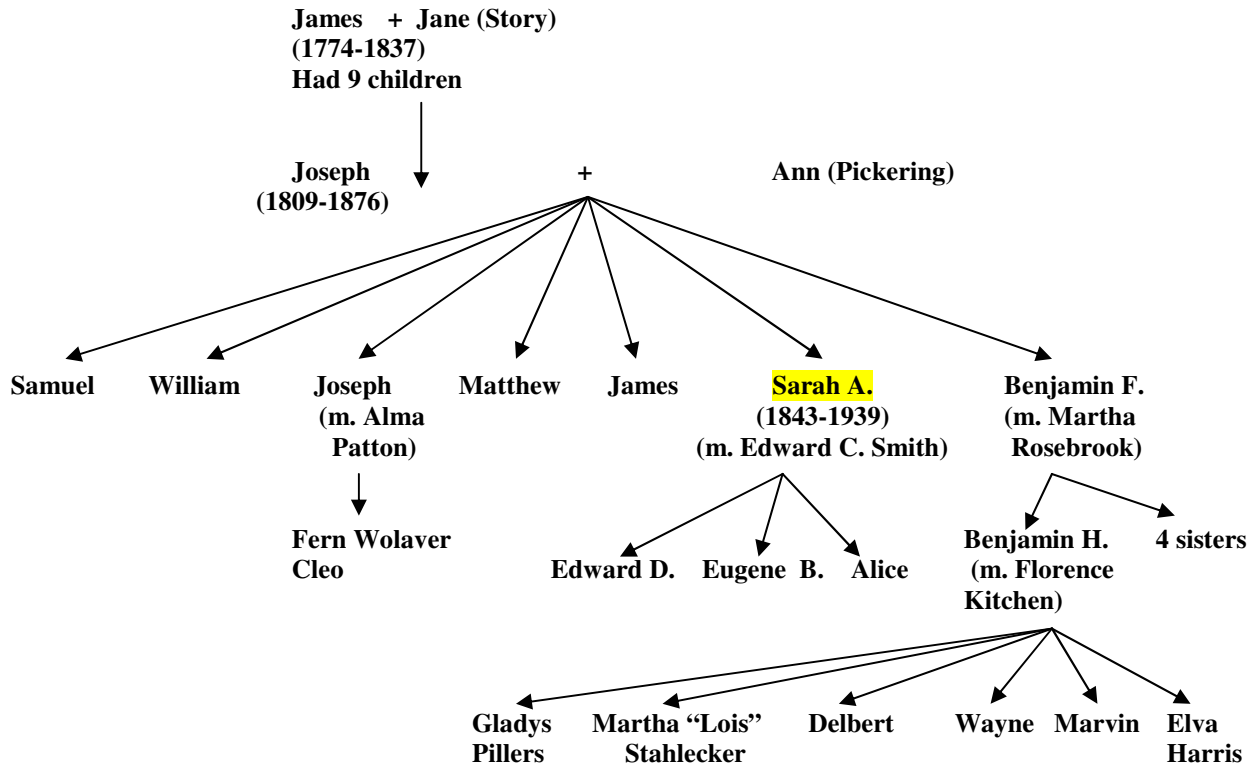 James + Jane (Story)
(1774-1837)
Had 9 children
Joseph + Ann (Pickering)
(1809-1876)
Samuel William Joseph Matthew James Sarah A. Benjamin F.
(m. Alma (1843-1939) (m. Martha
Patton) (m. Edward C. Smith) Rosebrook)
Fern Wolaver Benjamin H. 4 sisters
Cleo Edward D. Eugene B. Alice (m. Florence
Kitchen)
Gladys Martha “Lois” Delbert Wayne Marvin Elva
Pillers Stahlecker Harris